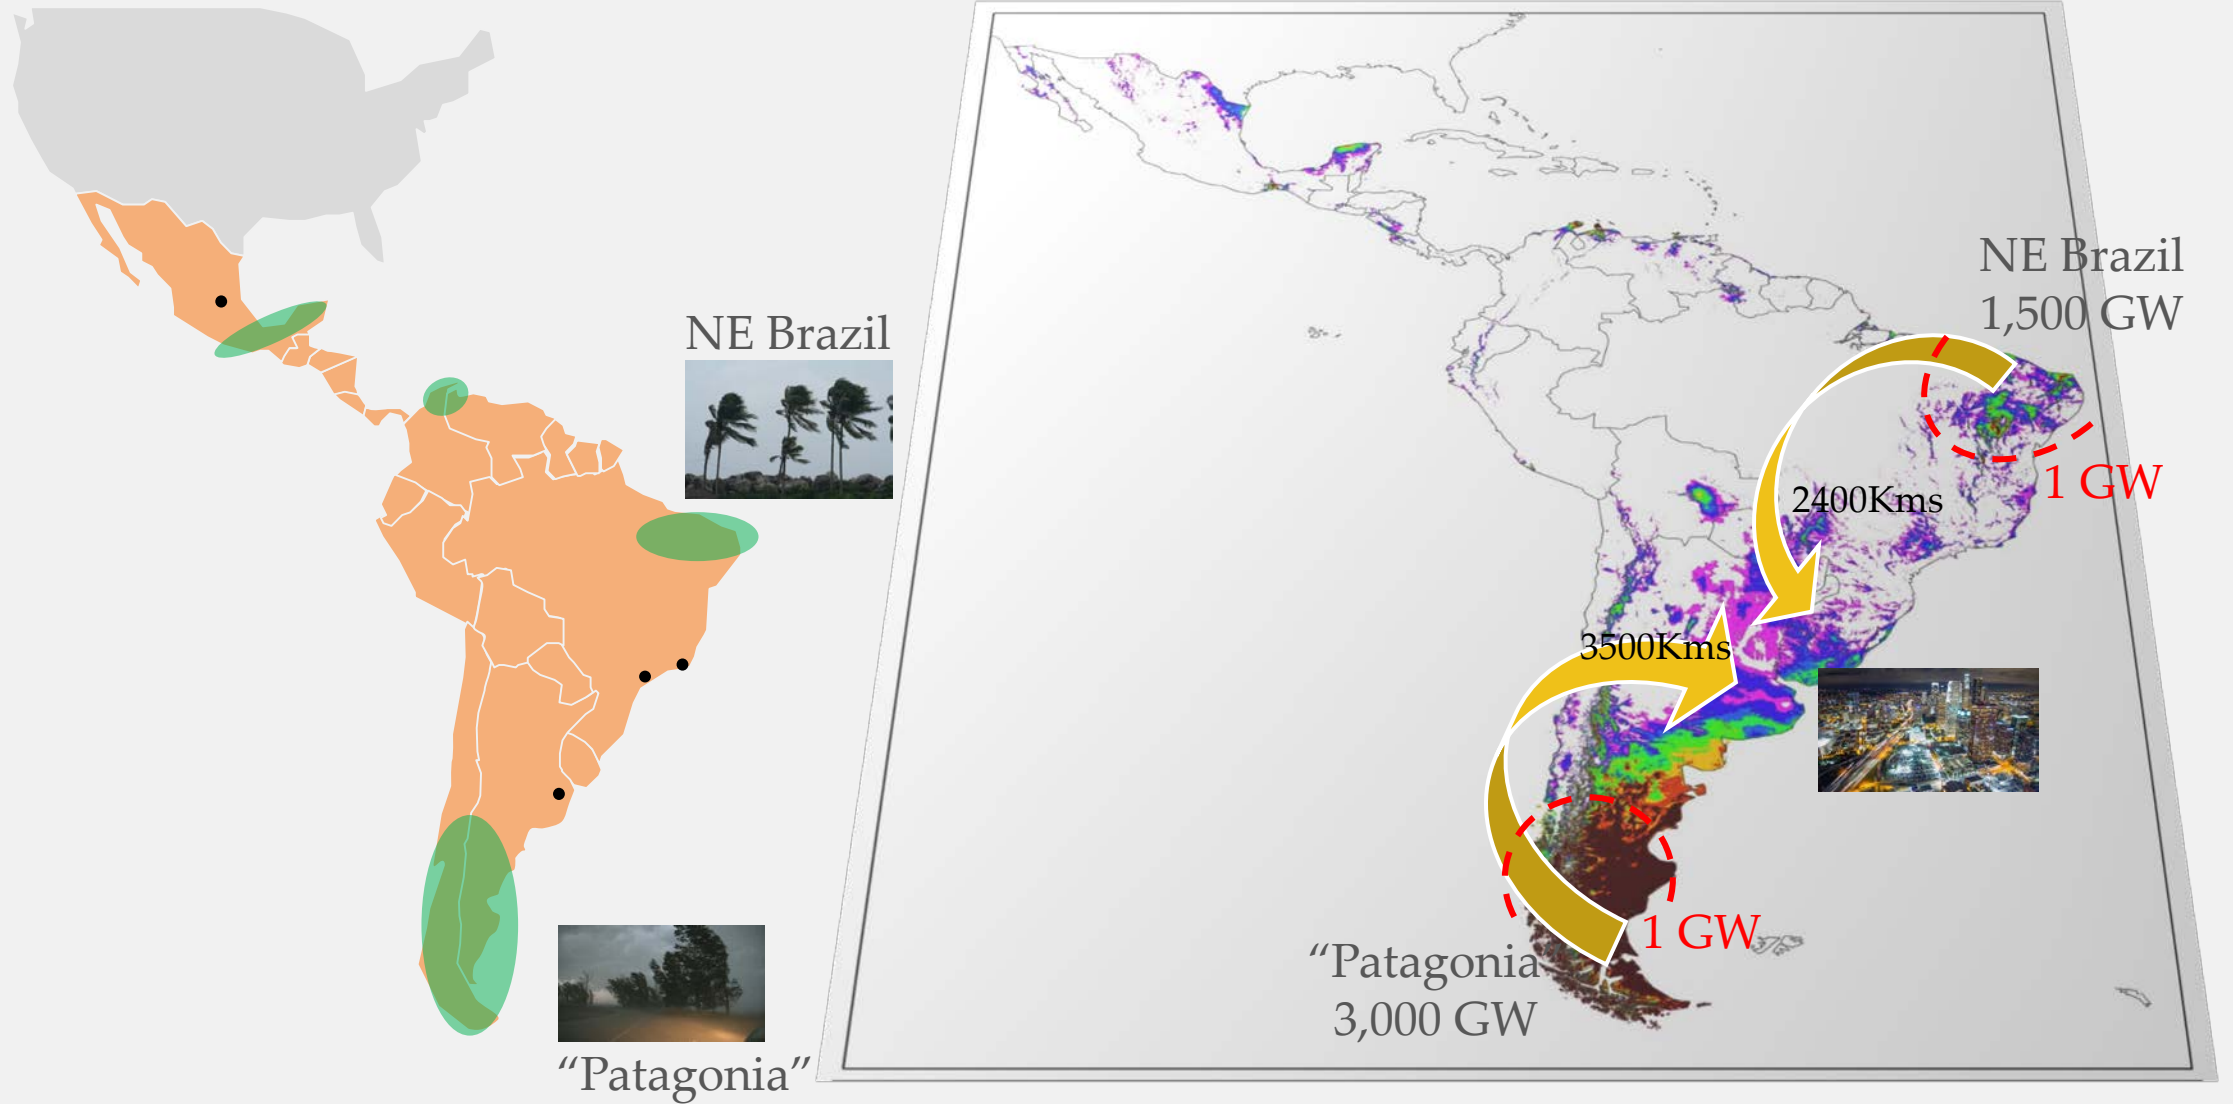 NE Brazil
“Patagonia”
NE Brazil
1,500 GW
1 GW
2400Kms
3500Kms
1 GW
“Patagonia
3,000 GW